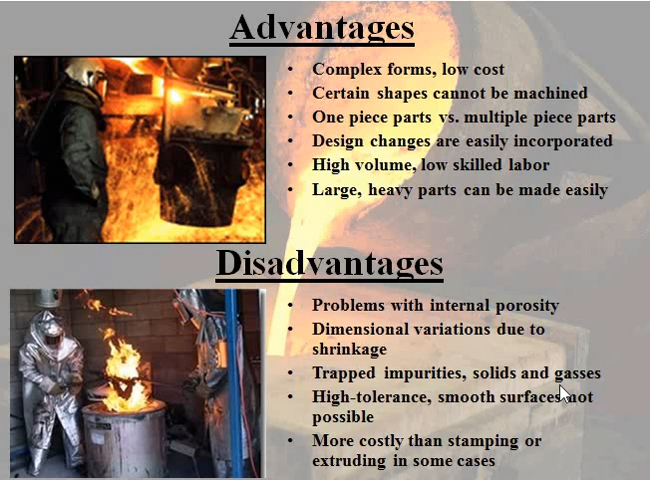 Advantages
• Complex forms, low cost
• Certain shapes cannot be machined
• One piece parts vs. multiple piece parts
• Design changes are easily incorporated
• High volume, low skilled labor
• Large, heavy parts can be made easily
Disadvantages
• Problems with internal porosity
• Dimensional variations due to
shrinkage
• Trapped impurities, solids and gasses
• High-tolerance, smooth surfaces not
possible
• More costly than stamping or
extruding in some cases